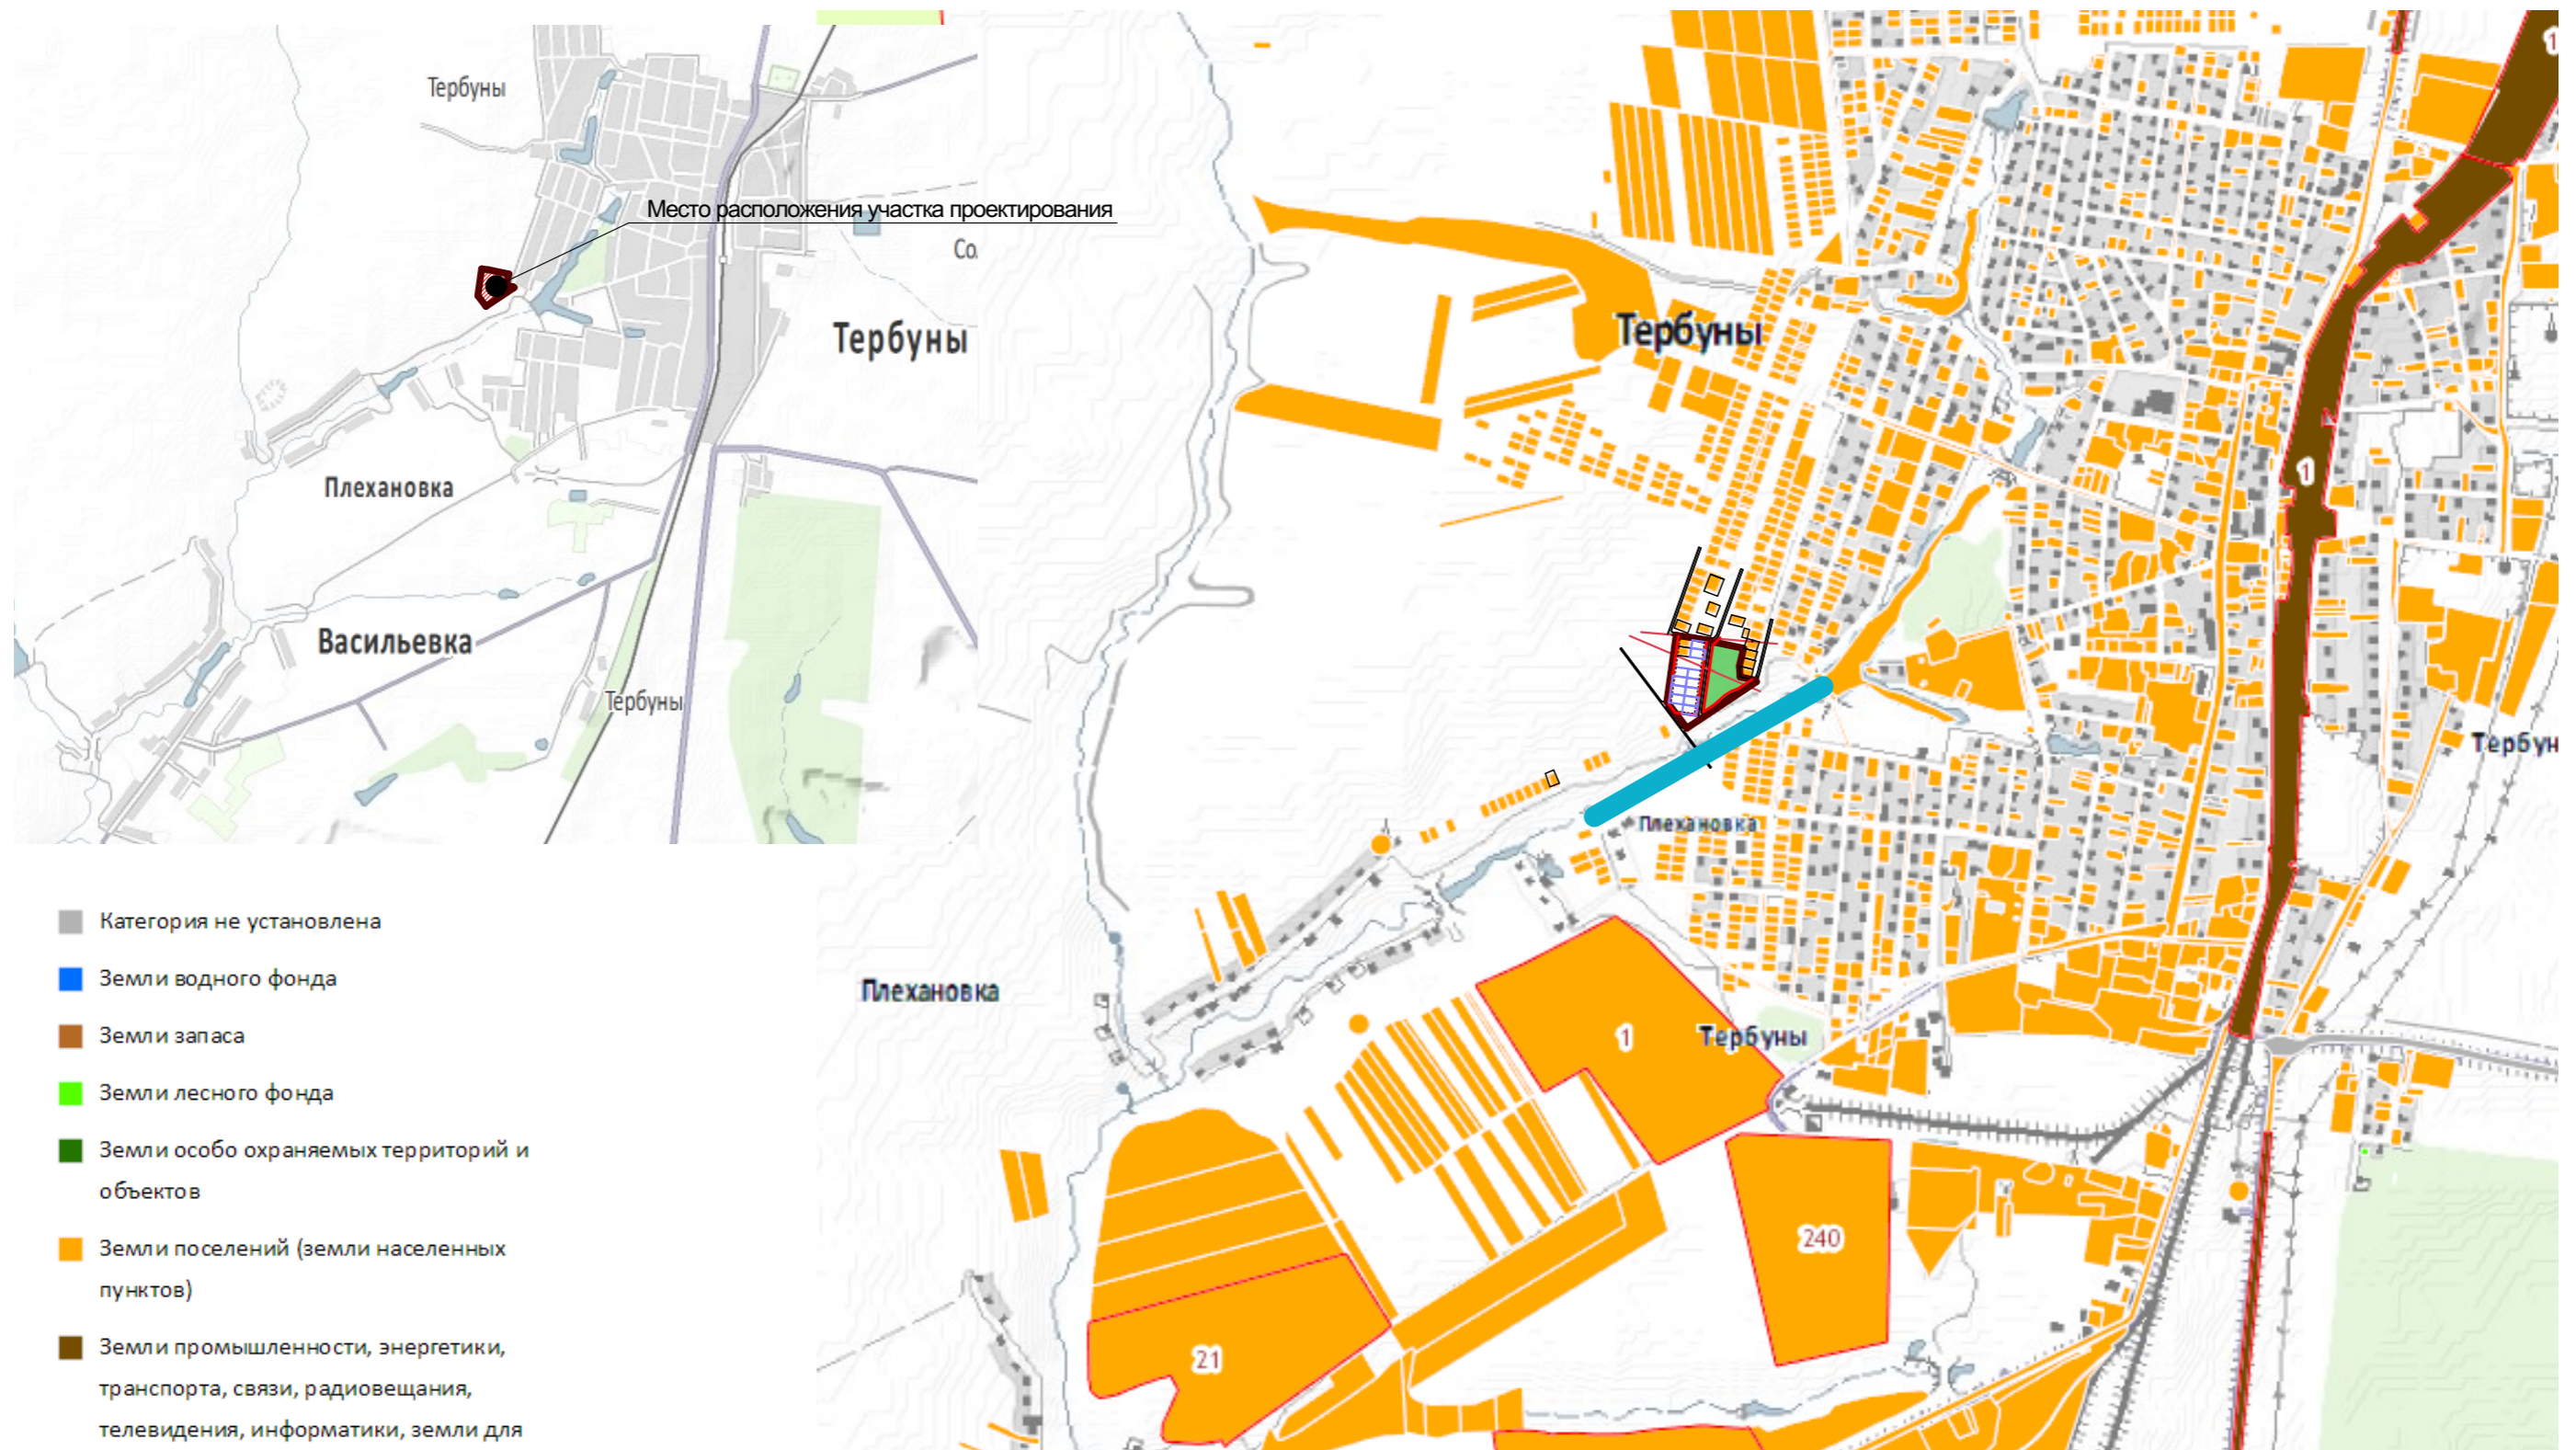 Тербуны
Место расположения участка проектирования
Со
Тербуны
Плехановка
Васильевка
Тербуны
Категория не установлена
Земли водного фонда
Земли запаса
Земли лесного фонда
Земли особо охраняемых территорий и
объектов
Земли поселений (земли населенных
пунктов)
Земли промышленности, энергетики,
транспорта, связи, радиовещания,
телевидения, информатики, земли для
1
Тербуны
1
Тербун
Плехановка
Плехановка
1
Тербуны
240
21